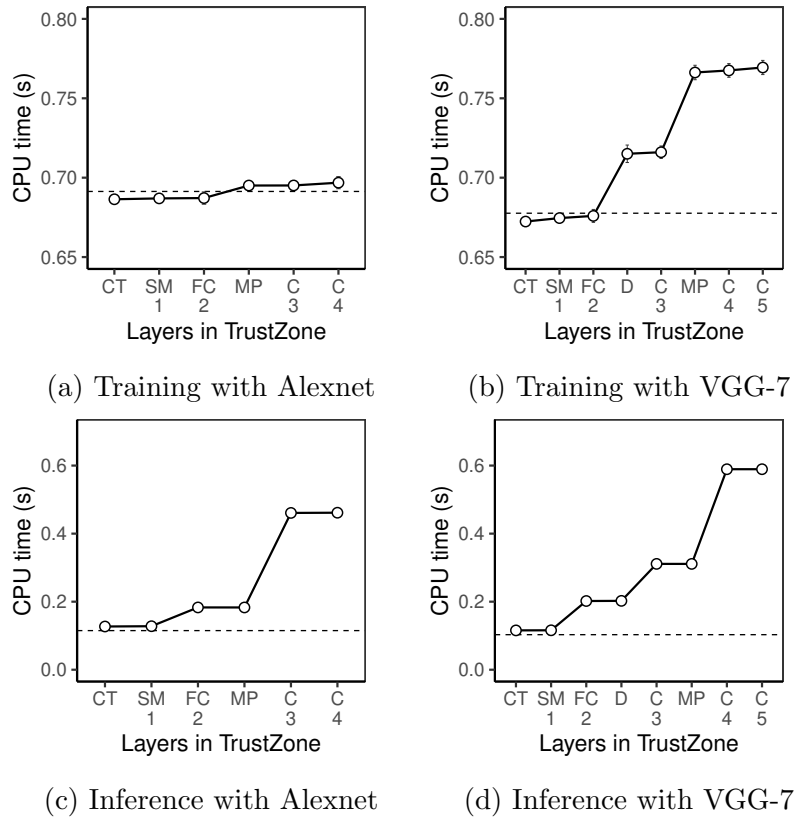 0.80
0.75
0.70
0.65
CPU time (s)
CT SM FC MP C C
1 2 3 4
Layers in TrustZone
(a) Training with Alexnet
0.80
0.75
0.70
0.65
CPU time (s)
CT SM FC D C MP C C
1 2 3 4 5
Layers in TrustZone
(b) Training with VGG-7
0.6
0.4
0.2
0.0
CPU time (s)
CT SM FC MP C C
1 2 3 4
Layers in TrustZone
(c) Inference with Alexnet
0.6
0.4
0.2
0.0
CPU time (s)
CT SM FC D C MP C C
1 2 3 4 5
Layers in TrustZone
(d) Inference with VGG-7